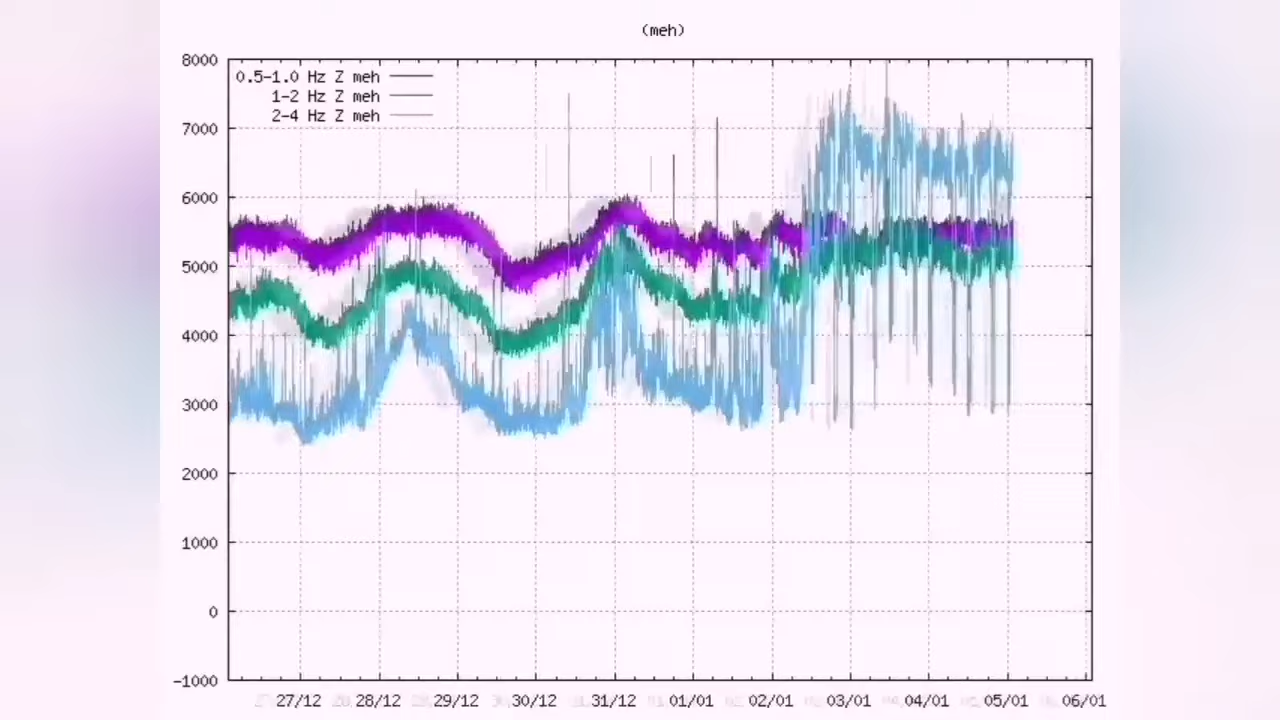 (meh)
8000
0.5-1.0 Hz Z meh
1-2 Hz Z meh
2-4 Hz Z meh
7000
6000
5000
4000
3000
2000
1000
0
-1000
27/12 28/12 29/12 30/12 31/12 01/01 02/01 03/01 04/01 05/01 06/01